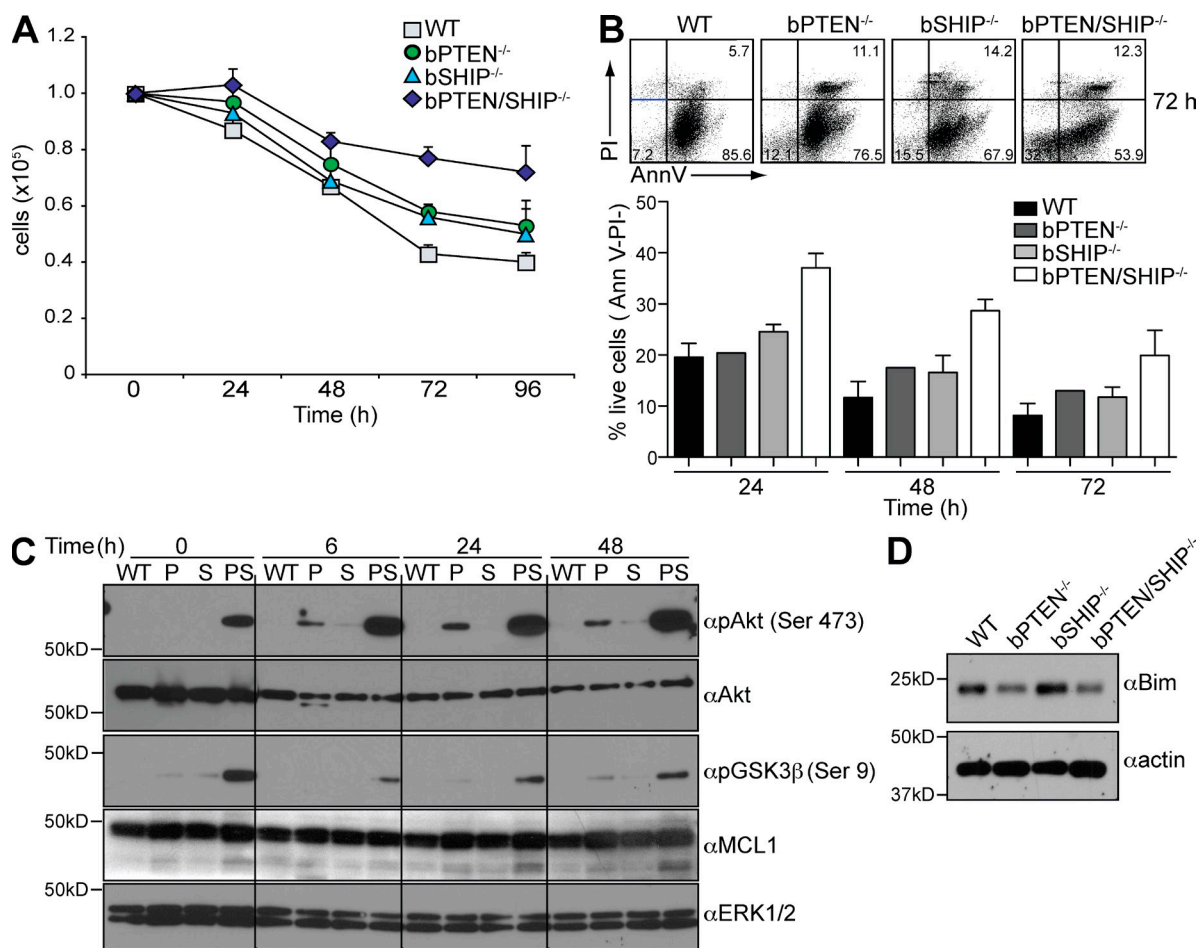 A
1.2
1.0
0.8
0.6
0.4
0.2
0
cells (x10⁵)
0 24 48 72 96
Time (h)
WT
bPTEN⁻/⁻
bSHIP⁻/⁻
bPTEN/SHIP⁻/⁻
B
WT bPTEN⁻/⁻ bSHIP⁻/⁻ bPTEN/SHIP⁻/⁻
5.7 11.1 14.2 12.3
72 h
7.2 85.6 12.1 76.5 15.5 67.9 53.9
PI
AnnV
50
40
30
20
10
0
% live cells ( Ann V-PI-)
WT
bPTEN⁻/⁻
bSHIP⁻/⁻
bPTEN/SHIP⁻/⁻
24 48 72
Time (h)
C
Time (h) 0 6 24 48
WT P S PS WT P S PS WT P S PS WT P S PS
αpAkt (Ser 473)
50kD
αAkt
50kD
50kD
αpGSK3β (Ser 9)
50kD
αMCL1
50kD
αERK1/2
D
WT bPTEN⁻/⁻ bSHIP⁻/⁻ bPTEN/SHIP⁻/⁻
25kD
αBim
50kD
αactin
37kD